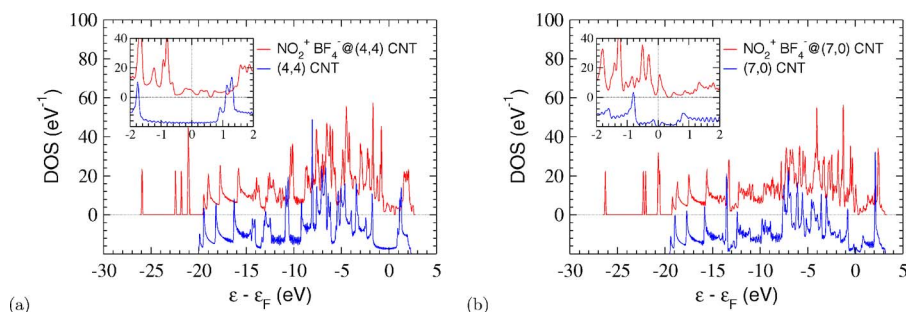 100
80
60
40
20
0
DOS (eV⁻¹)
40
20
0
-2 -1 0 1 2
NO₂⁺ BF₄⁻@(4,4) CNT
(4,4) CNT
-30 -25 -20 -15 -10 -5 0 5
ε - ε_F (eV)
(a)
100
80
60
40
20
0
DOS (eV⁻¹)
40
20
0
-2 -1 0 1 2
NO₂⁺ BF₄⁻@(7,0) CNT
(7,0) CNT
-30 -25 -20 -15 -10 -5 0 5
ε - ε_F (eV)
(b)